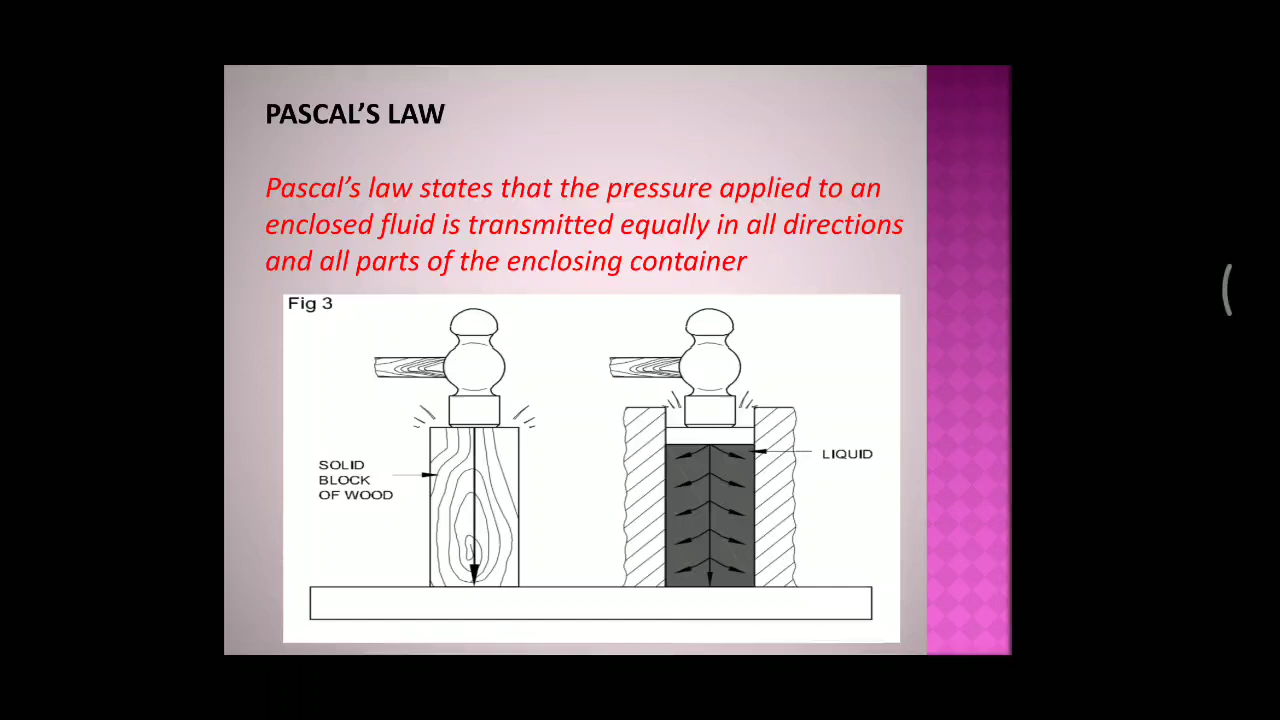 PASCAL'S LAW
Pascal's law states that the pressure applied to an
enclosed fluid is transmitted equally in all directions
and all parts of the enclosing container
Fig 3
SOLID
BLOCK
OF WOOD
LIQUID